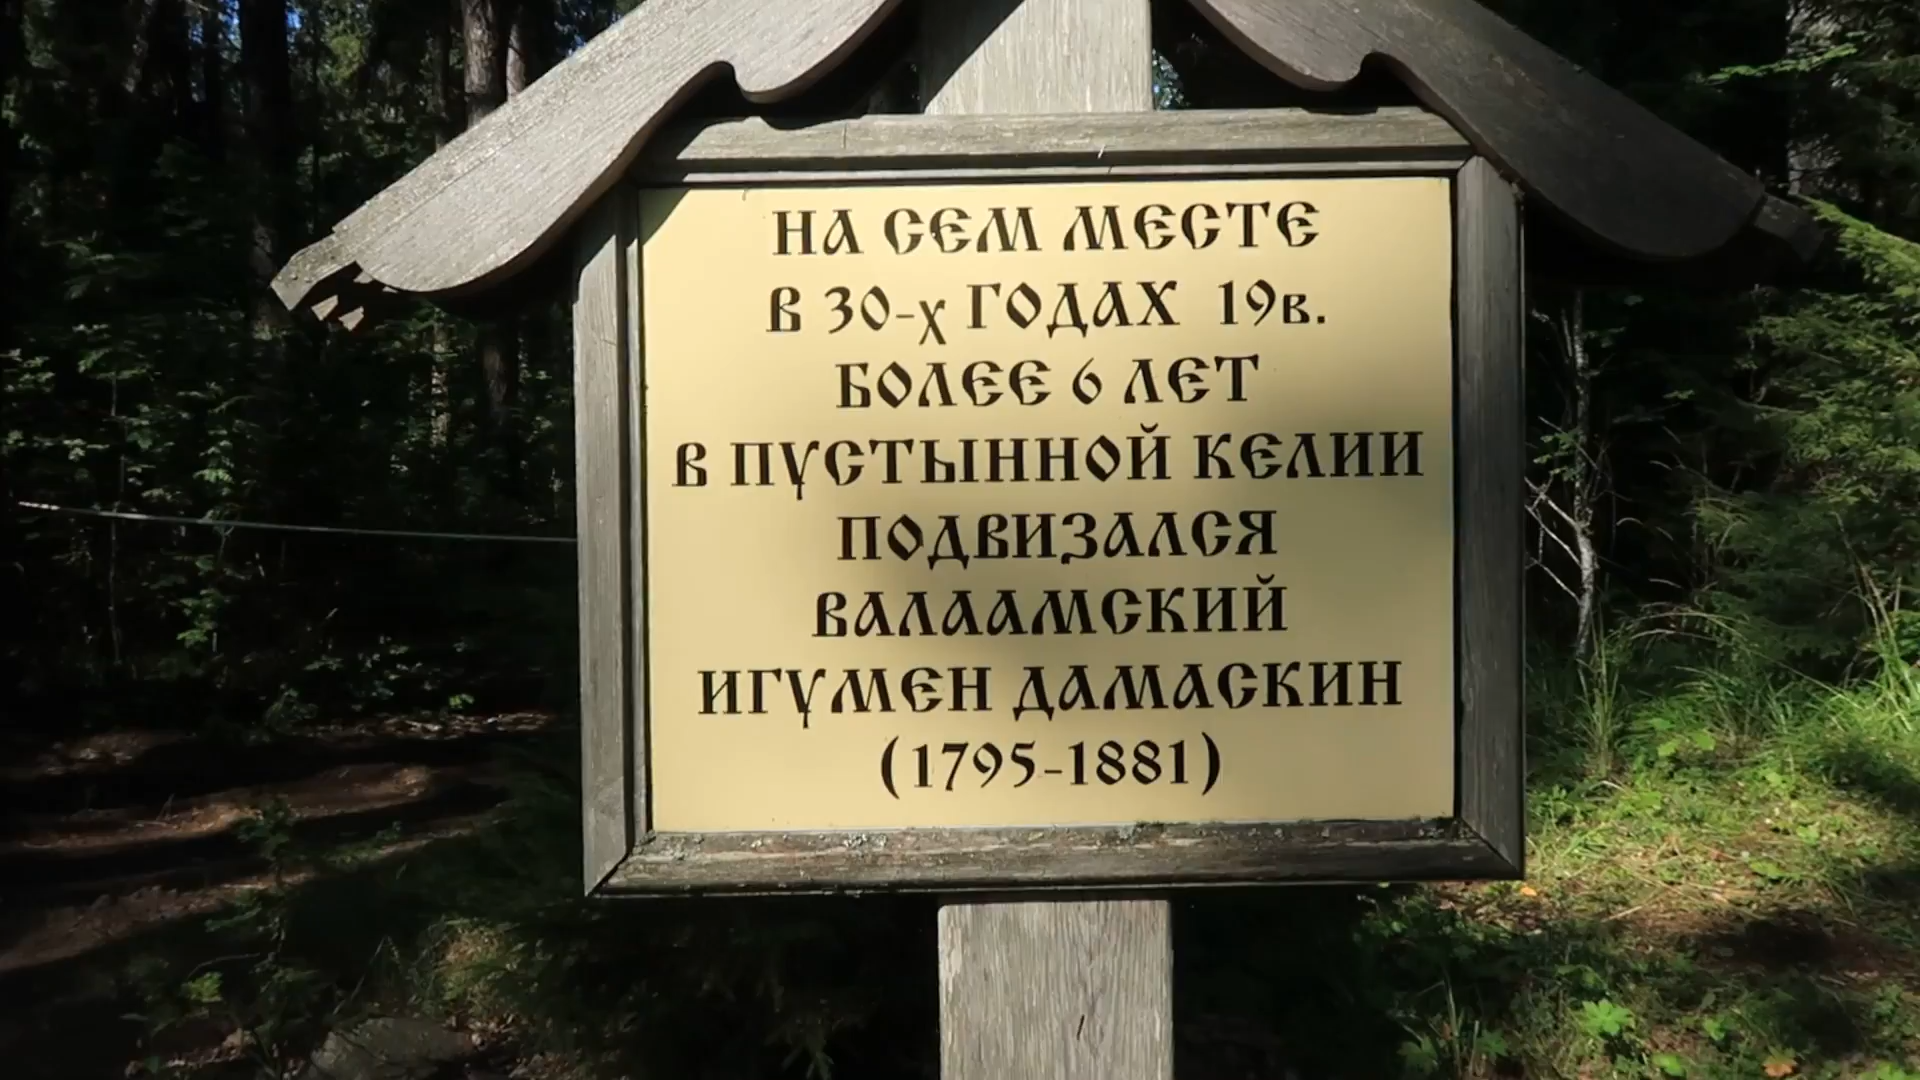 НА СЕМ МЕСТЕ
В 30-х ГОДАХ 19в.
БОЛЕЕ 6 ЛЕТ
В ПУСТЫННОЙ КЕЛИИ
ПОДВИЗАЛСЯ
ВАЛААМСКИЙ
ИГУМЕН ДАМАСКИН
(1795-1881)